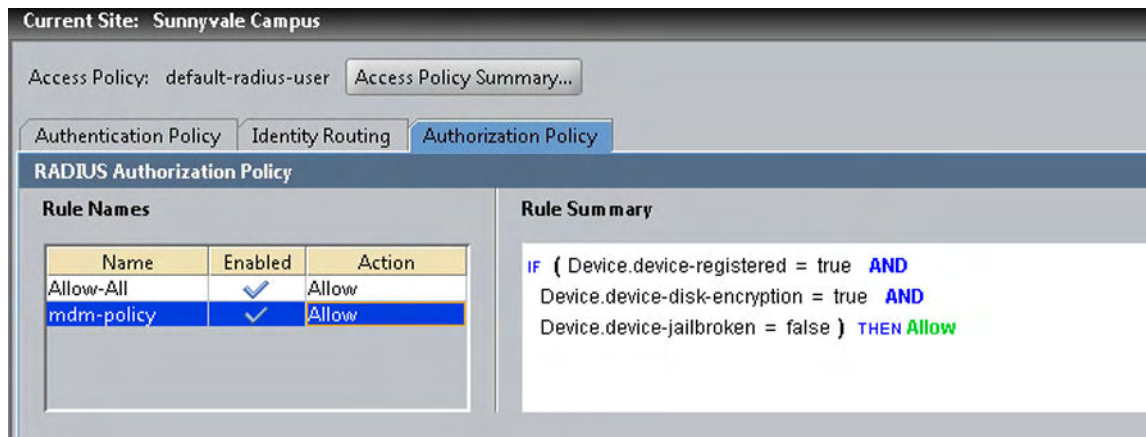 Current Site: Sunnyvale Campus
Access Policy: default-radius-user Access Policy Summary...
Authentication Policy Identity Routing Authorization Policy
RADIUS Authorization Policy
Rule Names
Name Enabled Action
Allow-All Allow
mdm-policy Allow
Rule Summary
IF ( Device.device-registered = true AND
Device.device-disk-encryption = true AND
Device.device-jailbroken = false ) THEN Allow